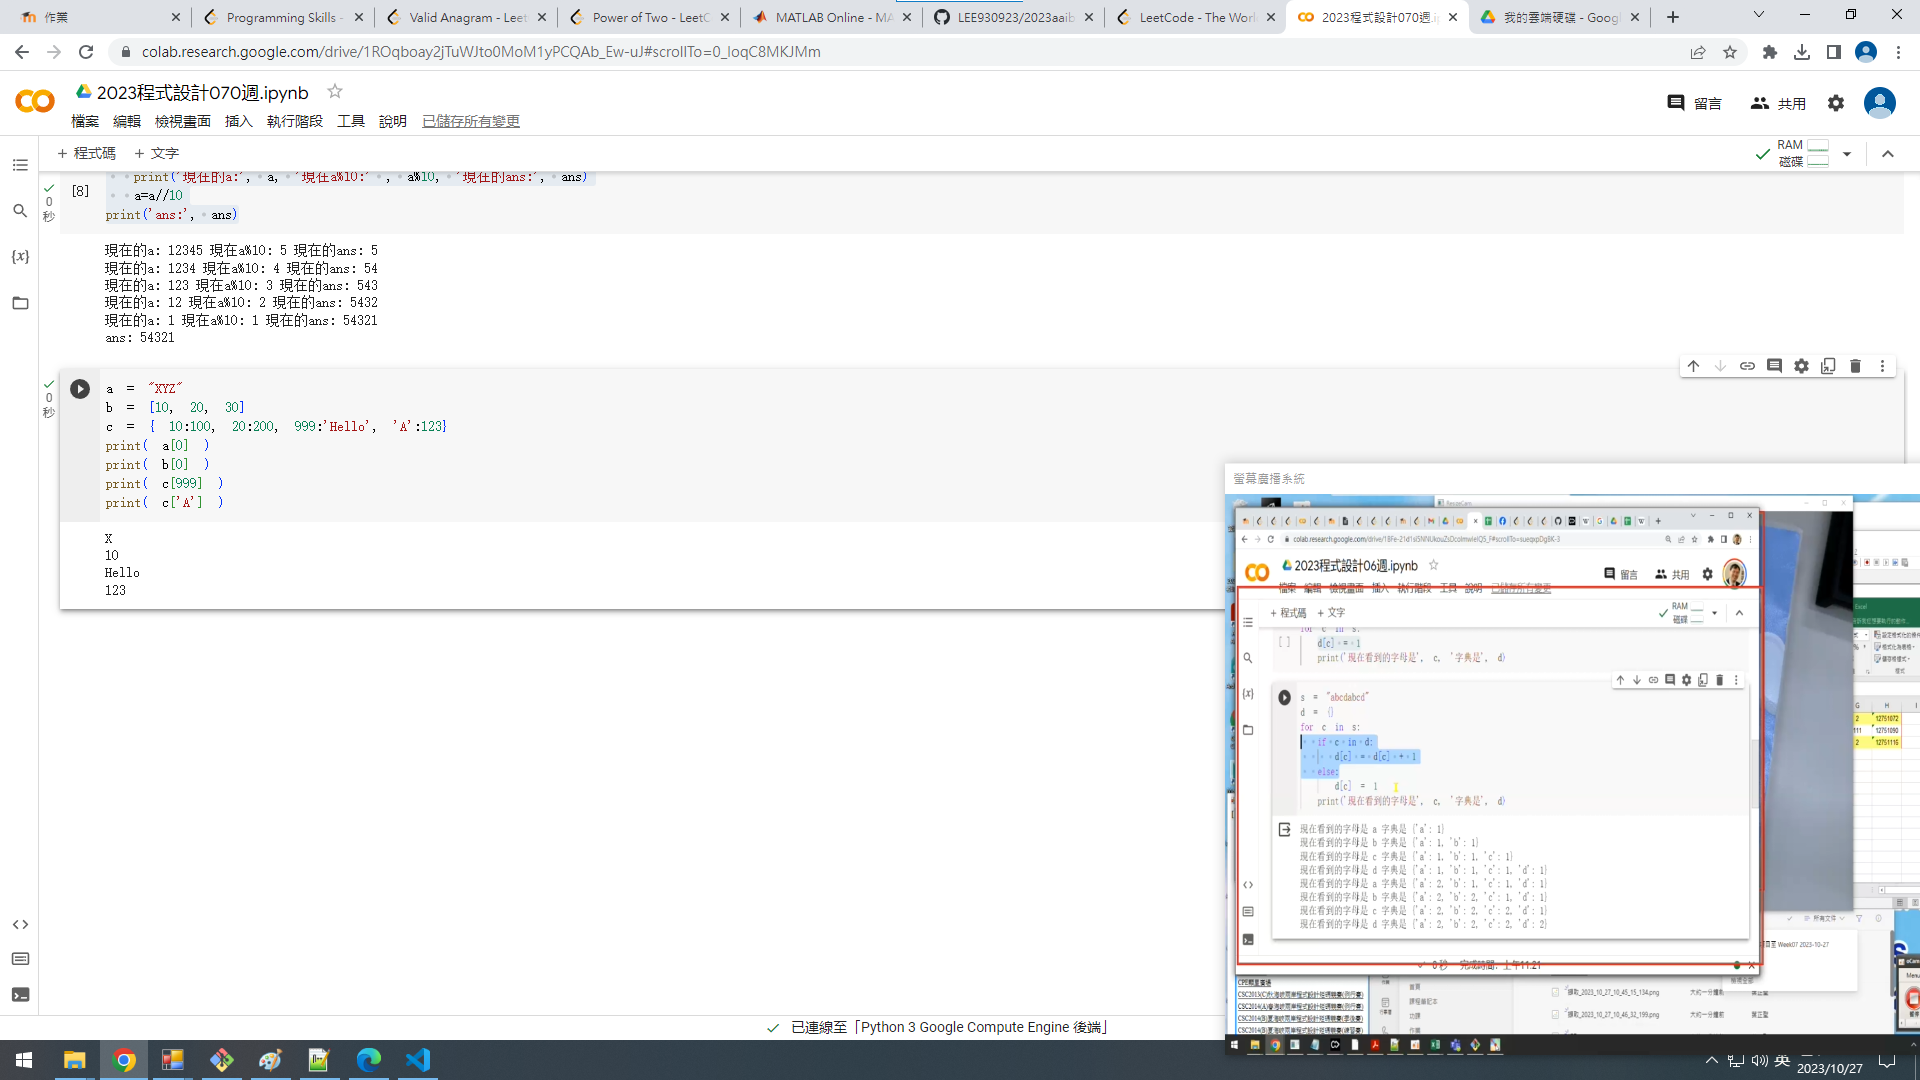 作業
Programming Skills -
Valid Anagram - Leet
Power of Two - LeetC
MATLAB Online - MA
LEE930923/2023aaib
LeetCode - The Worl
2023程式設計070週.i
我的雲端硬碟 - Googl
colab.research.google.com/drive/1ROqboay2jTuWJto0MoM1yPCQAb_Ew-uJ#scrollTo=0_loqC8MKJMm
2023程式設計070週.ipynb
檔案 編輯 檢視畫面 插入 執行階段 工具 說明 已儲存所有變更
留言 共用
+ 程式碼 + 文字
RAM
磁碟
[8]
0
秒
print('現在的a:', a, '現在a%10:' , a%10, '現在的ans:', ans)
a=a//10
print('ans:', ans)
現在的a: 12345 現在a%10: 5 現在的ans: 5
現在的a: 1234 現在a%10: 4 現在的ans: 54
現在的a: 123 現在a%10: 3 現在的ans: 543
現在的a: 12 現在a%10: 2 現在的ans: 5432
現在的a: 1 現在a%10: 1 現在的ans: 54321
ans: 54321
0
秒
a = "XYZ"
b = [10, 20, 30]
c = { 10:100, 20:200, 999:'Hello', 'A':123}
print( a[0] )
print( b[0] )
print( c[999] )
print( c['A'] )
X
10
Hello
123
螢幕廣播系統
2023程式設計06週.ipynb
檔案 編輯 檢視畫面 插入 執行階段 工具 說明 已儲存所有變更
留言 共用
+ 程式碼 + 文字
RAM
磁碟
for c in s:
[ ]
d[c] = 1
print('現在看到的字母是', c, '字典是', d)
s = "abcdabcd"
d = {}
for c in s:
if c in d:
d[c] = d[c] + 1
else:
d[c] = 1
print('現在看到的字母是', c, '字典是', d)
現在看到的字母是 a 字典是 {'a': 1}
現在看到的字母是 b 字典是 {'a': 1, 'b': 1}
現在看到的字母是 c 字典是 {'a': 1, 'b': 1, 'c': 1}
現在看到的字母是 d 字典是 {'a': 1, 'b': 1, 'c': 1, 'd': 1}
現在看到的字母是 a 字典是 {'a': 2, 'b': 1, 'c': 1, 'd': 1}
現在看到的字母是 b 字典是 {'a': 2, 'b': 2, 'c': 1, 'd': 1}
現在看到的字母是 c 字典是 {'a': 2, 'b': 2, 'c': 2, 'd': 1}
現在看到的字母是 d 字典是 {'a': 2, 'b': 2, 'c': 2, 'd': 2}
0 秒 完成時間：上午11:21
已連線至「Python 3 Google Compute Engine 後端」
英
2023/10/27